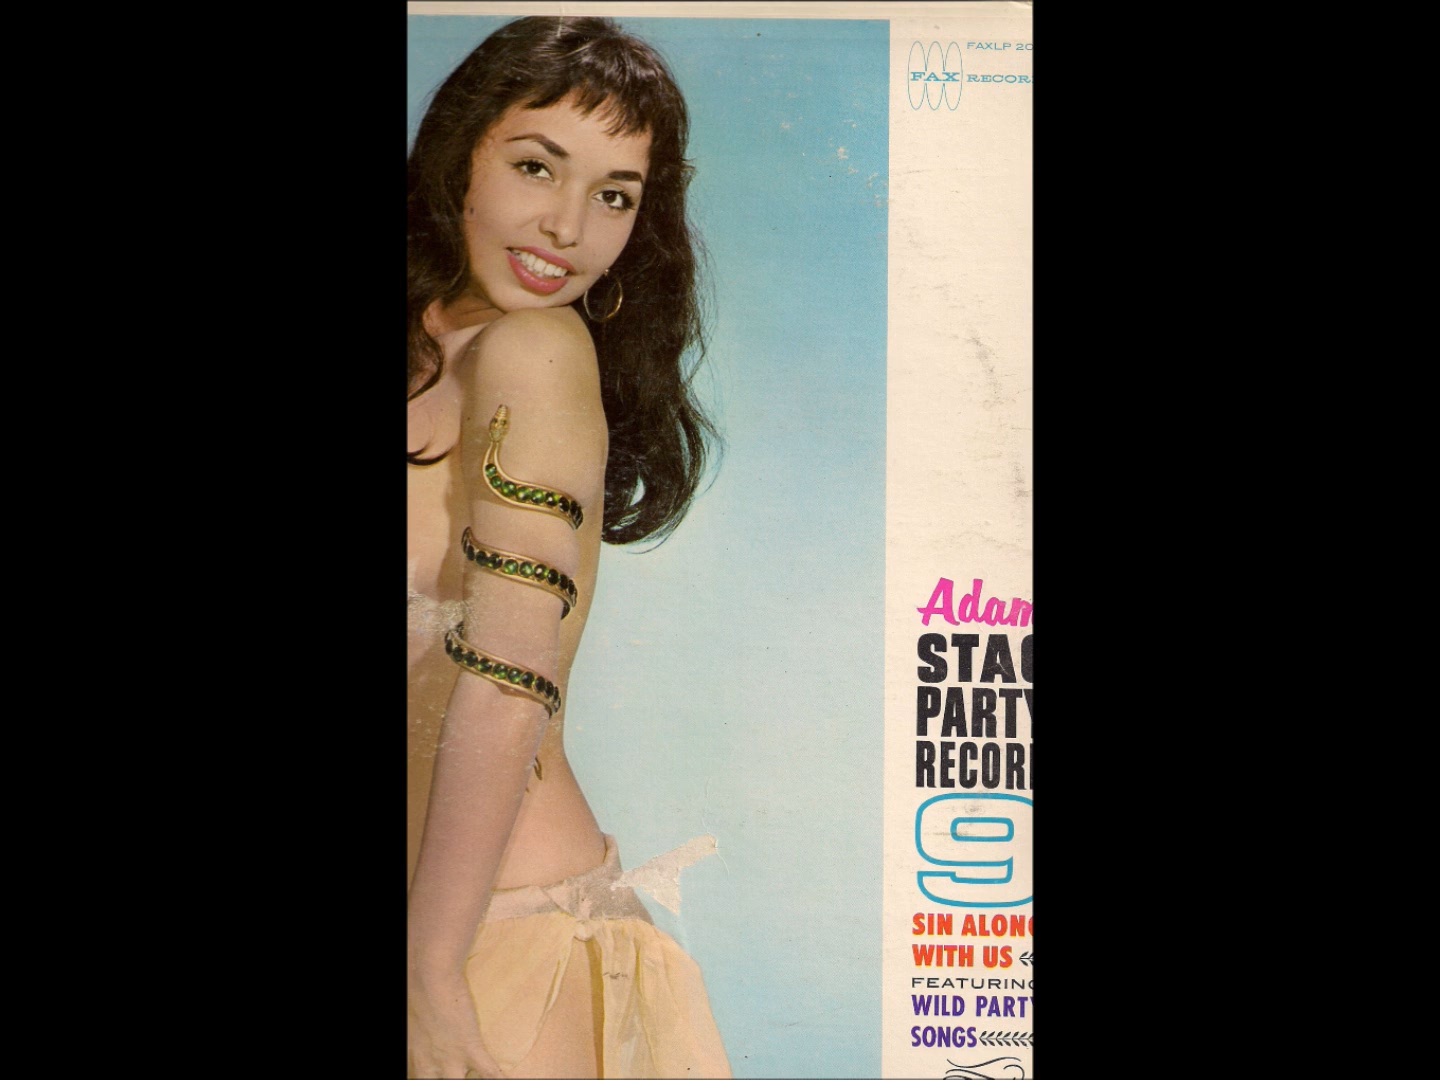 FAXLP 20
FAX RECOR
Adam
STAG
PARTY
RECOR
9
SIN ALONG
WITH US
FEATURING
WILD PARTY
SONGS